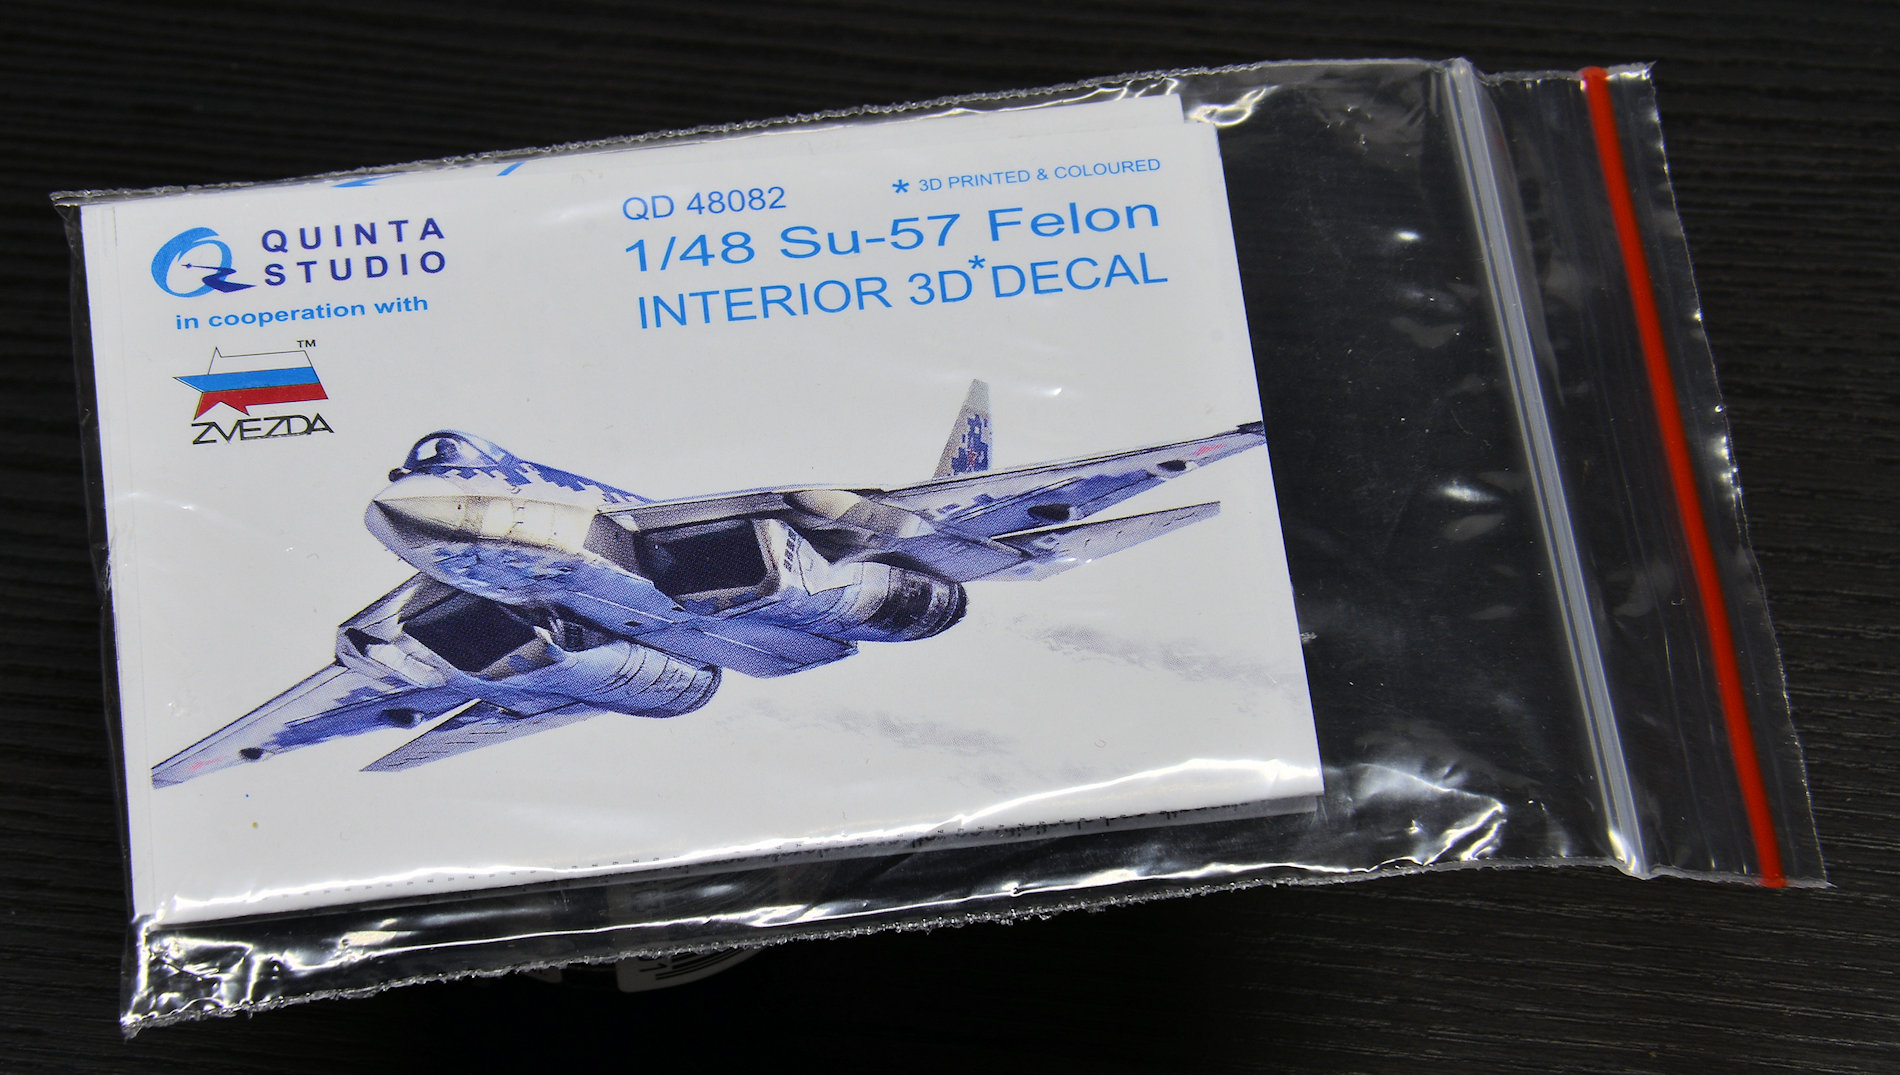 QUINTA
STUDIO
in cooperation with
TM
ZVEZDA
QD 48082
* 3D PRINTED & COLOURED
1/48 Su-57 Felon
INTERIOR 3D* DECAL